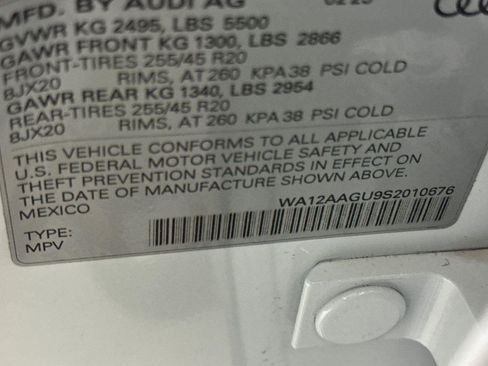 MFD. BY AUDI AG
GVWR KG 2495, LBS 5500
GAWR FRONT KG 1300, LBS 2866
FRONT-TIRES 255/45 R20
8JX20 RIMS, AT 260 KPA 38 PSI COLD
GAWR REAR KG 1340, LBS 2954
REAR-TIRES 255/45 R20
8JX20 RIMS, AT 260 KPA 38 PSI COLD
THIS VEHICLE CONFORMS TO ALL APPLICABLE
U.S. FEDERAL MOTOR VEHICLE SAFETY AND
THEFT PREVENTION STANDARDS IN EFFECT ON
THE DATE OF MANUFACTURE SHOWN ABOVE.
MEXICO
WA12AAGU9S2010676
TYPE:
MPV